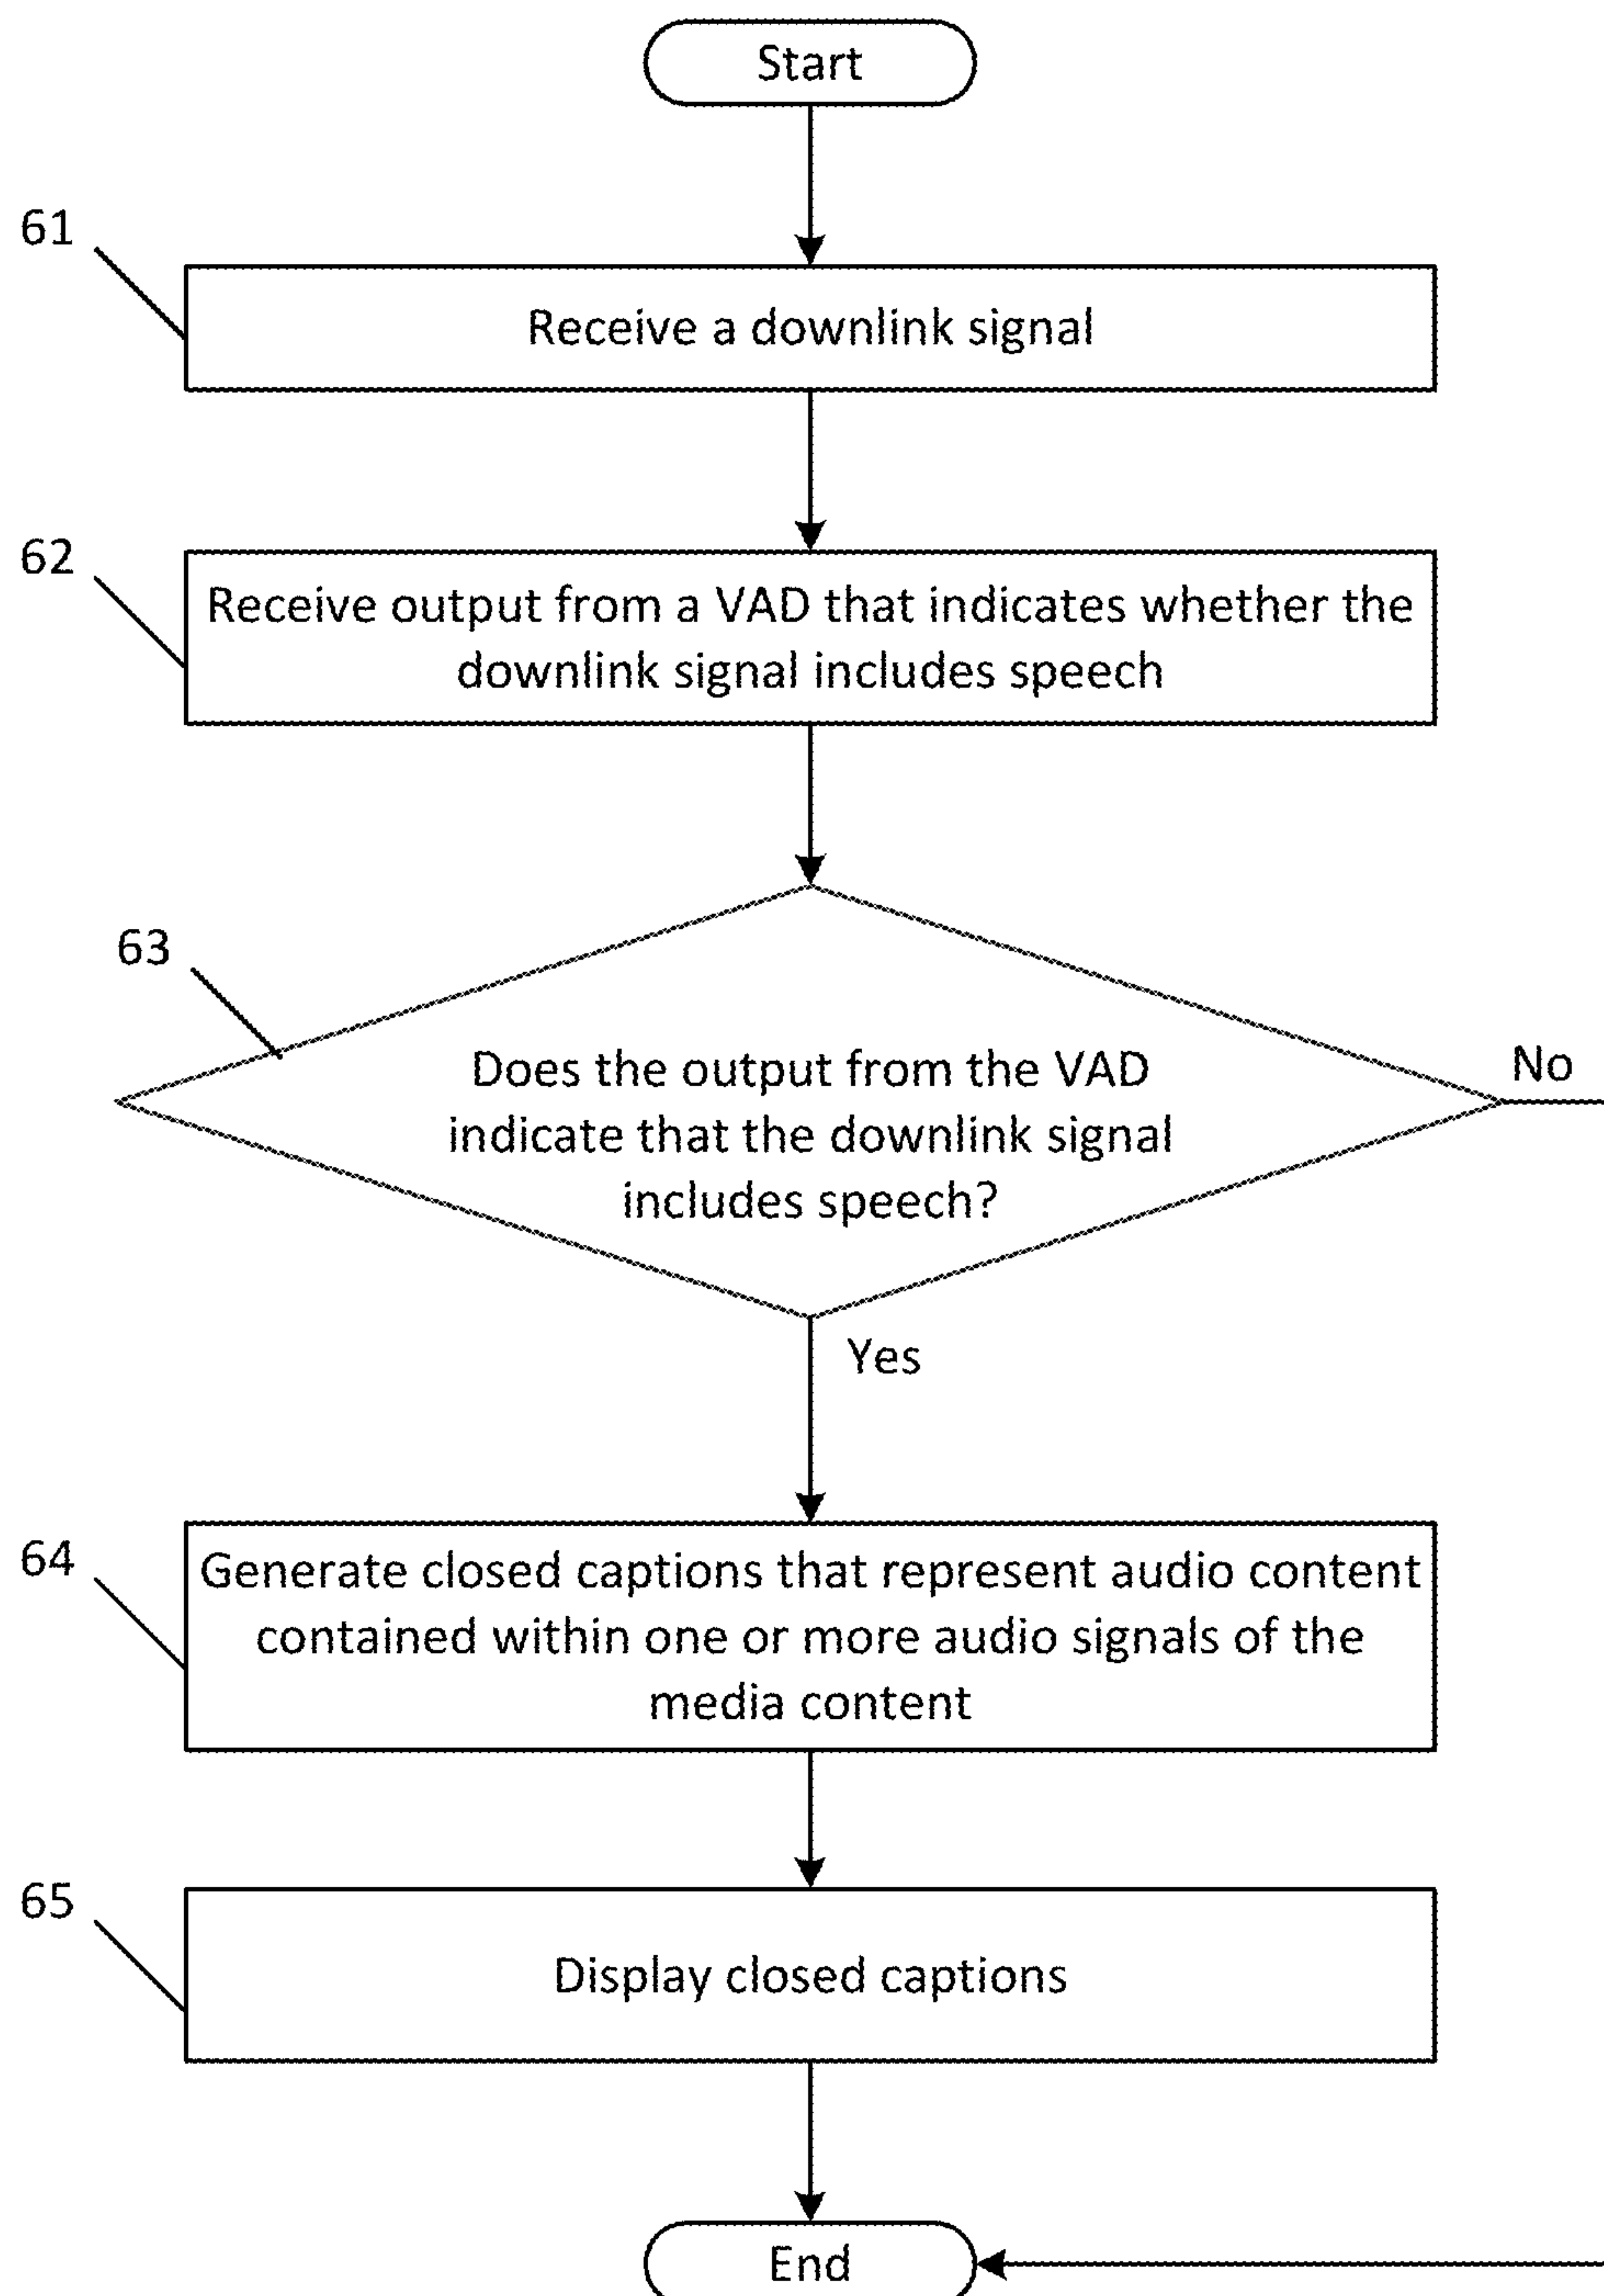 Start
61
Receive a downlink signal
62
Receive output from a VAD that indicates whether the
downlink signal includes speech
63
Does the output from the VAD
indicate that the downlink signal
includes speech?
No
Yes
64
Generate closed captions that represent audio content
contained within one or more audio signals of the
media content
65
Display closed captions
End